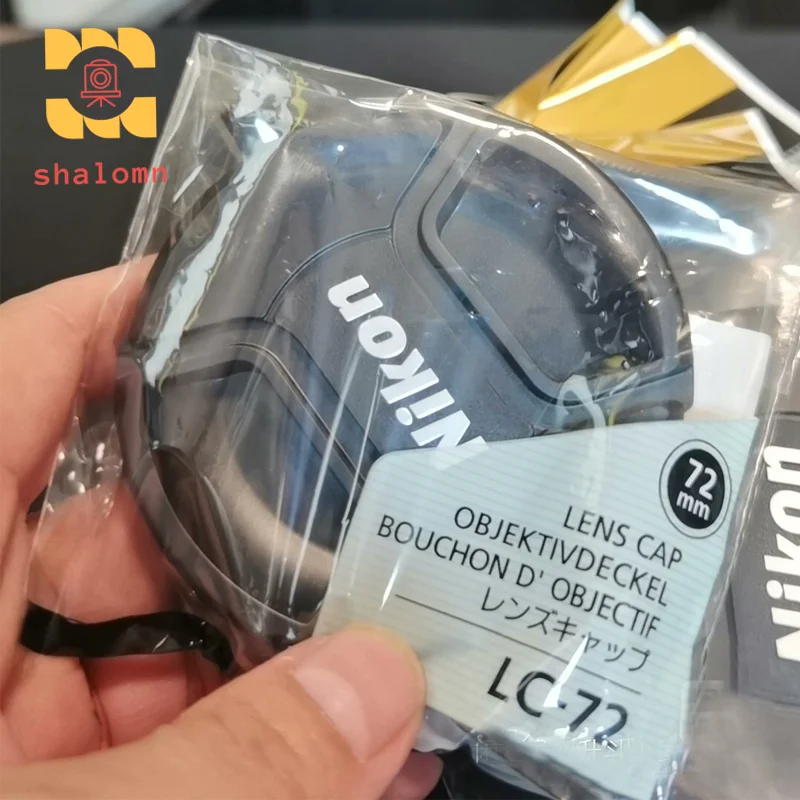 shalomn
Nikon
72
mm
LENS CAP
OBJEKTIVDECKEL
BOUCHON D' OBJECTIF
レンズキャップ
LC-72
Nikon